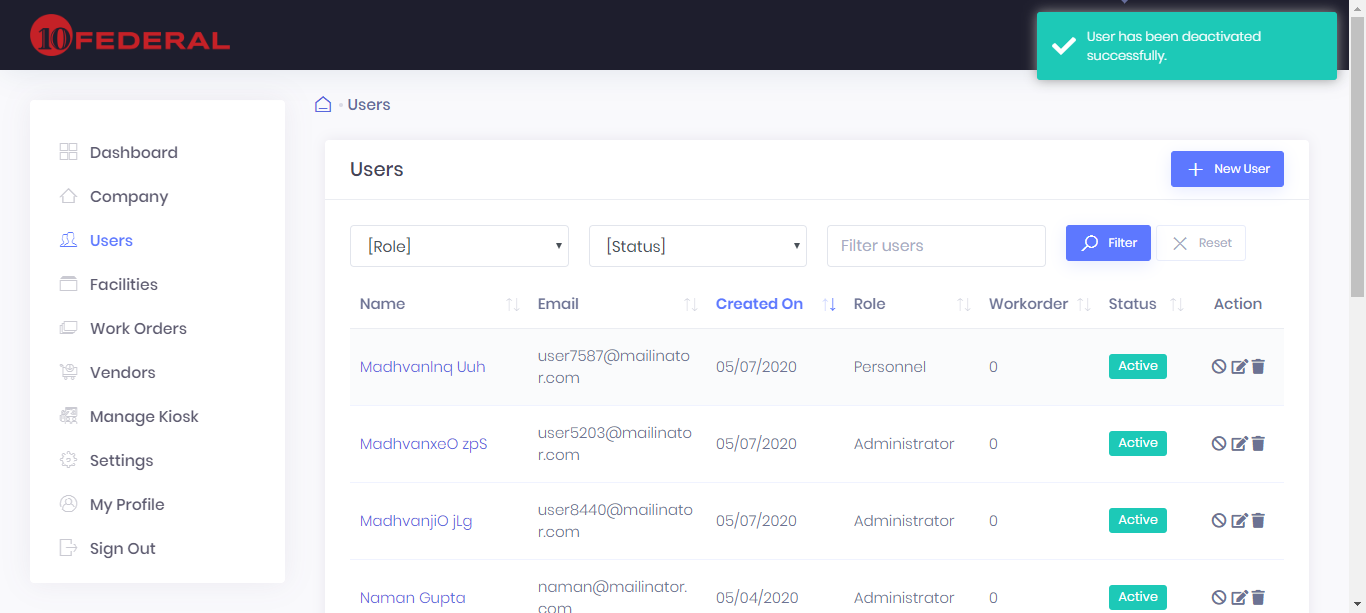 10 FEDERAL
User has been deactivated
successfully.
Users
Dashboard
Company
Users
Facilities
Work Orders
Vendors
Manage Kiosk
Settings
My Profile
Sign Out
Users
New User
[Role]
[Status]
Filter users
Filter
Reset
Name Email Created On Role Workorder Status Action
MadhvanInq Uuh user7587@mailinato 05/07/2020 Personnel 0 Active
r.com
MadhvanxeO zpS user5203@mailinato 05/07/2020 Administrator 0 Active
r.com
MadhvanjiO jLg user8440@mailinato 05/07/2020 Administrator 0 Active
r.com
Naman Gupta naman@mailinator. 05/04/2020 Administrator 0 Active
com